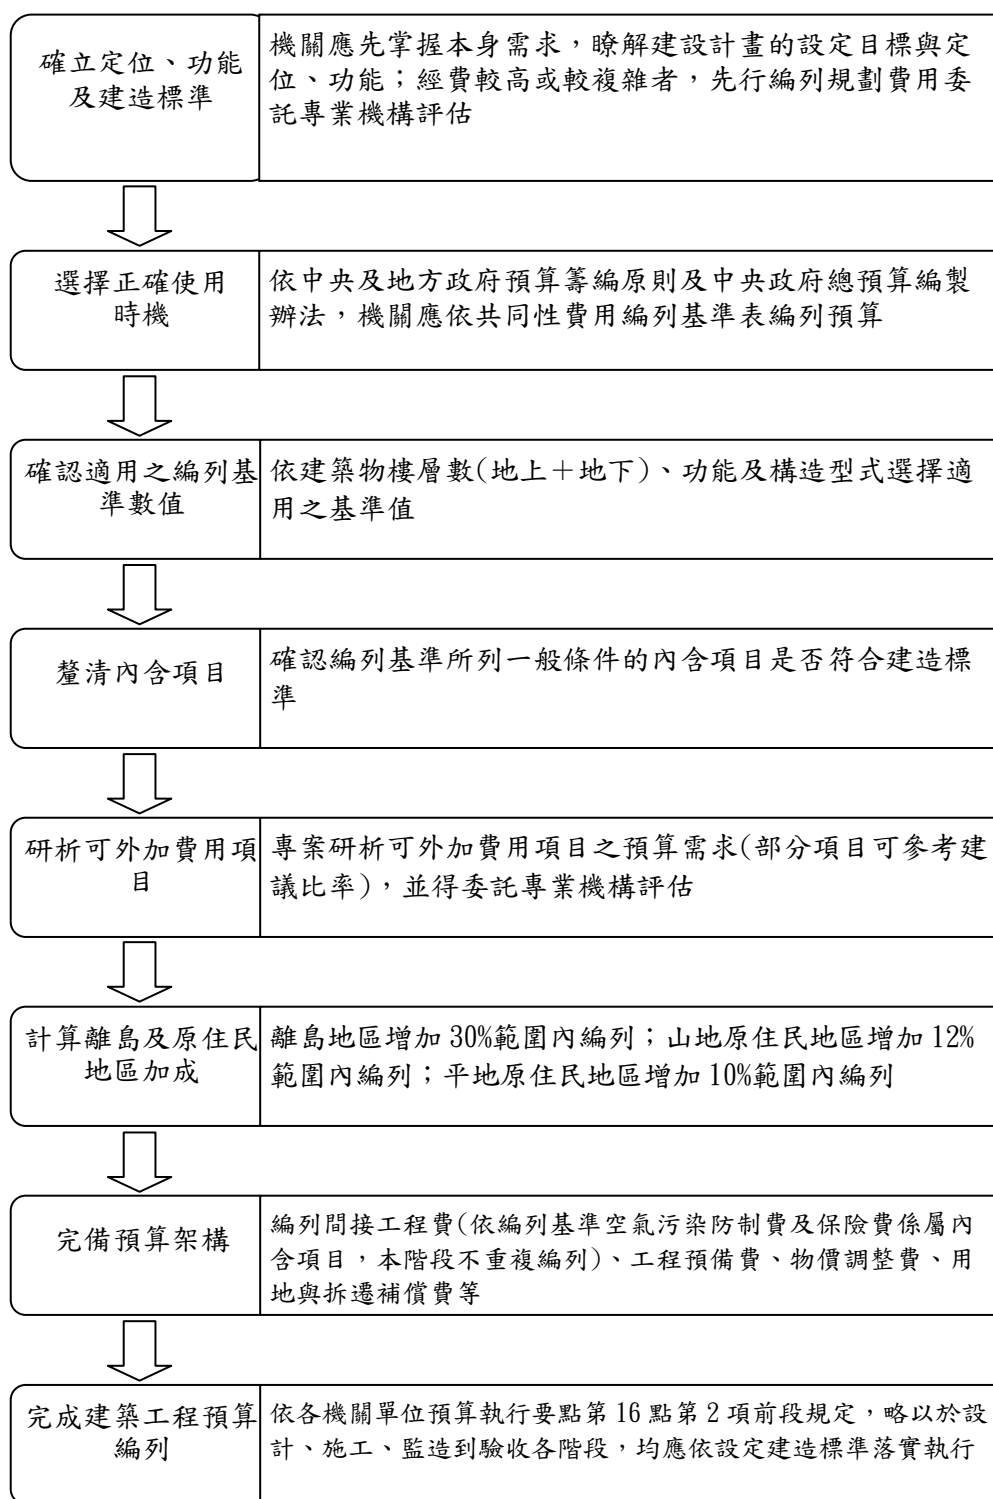 確立定位、功能
及建造標準
機關應先掌握本身需求，瞭解建設計畫的設定目標與定
位、功能；經費較高或較複雜者，先行編列規劃費用委
託專業機構評估
選擇正確使用
時機
依中央及地方政府預算籌編原則及中央政府總預算編製
辦法，機關應依共同性費用編列基準表編列預算
確認適用之編列基
準數值
依建築物樓層數(地上＋地下)、功能及構造型式選擇適
用之基準值
釐清內含項目
確認編列基準所列一般條件的內含項目是否符合建造標
準
研析可外加費用項
目
專案研析可外加費用項目之預算需求(部分項目可參考建
議比率)，並得委託專業機構評估
計算離島及原住民
地區加成
離島地區增加 30%範圍內編列；山地原住民地區增加 12%
範圍內編列；平地原住民地區增加 10%範圍內編列
完備預算架構
編列間接工程費(依編列基準空氣污染防制費及保險費係屬內
含項目，本階段不重複編列)、工程預備費、物價調整費、用
地與拆遷補償費等
完成建築工程預算
編列
依各機關單位預算執行要點第 16 點第 2 項前段規定，略以於設
計、施工、監造到驗收各階段，均應依設定建造標準落實執行